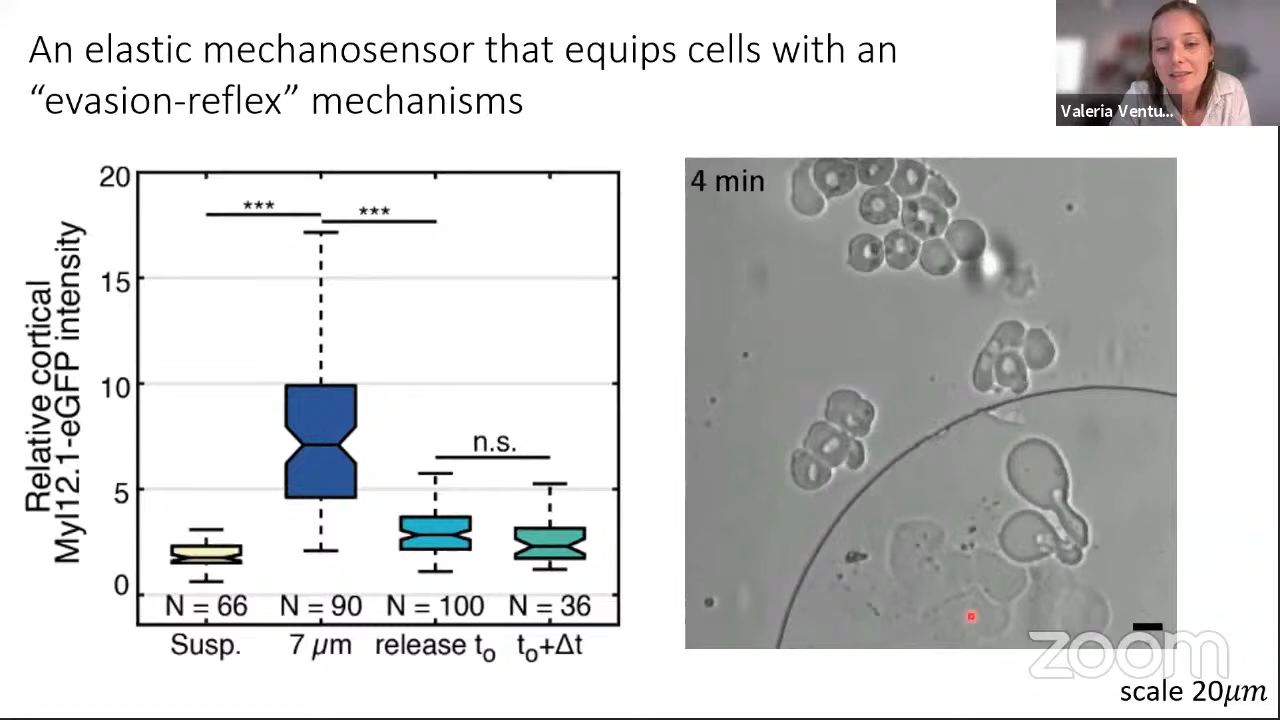 An elastic mechanosensor that equips cells with an
“evasion-reflex” mechanisms
Valeria Ventu...
Relative cortical
Myl12.1-eGFP intensity
20
15
10
5
0
***
***
n.s.
N = 66
N = 90
N = 100
N = 36
Susp.
7 µm
release to
to+Δt
4 min
zoom
scale 20µm